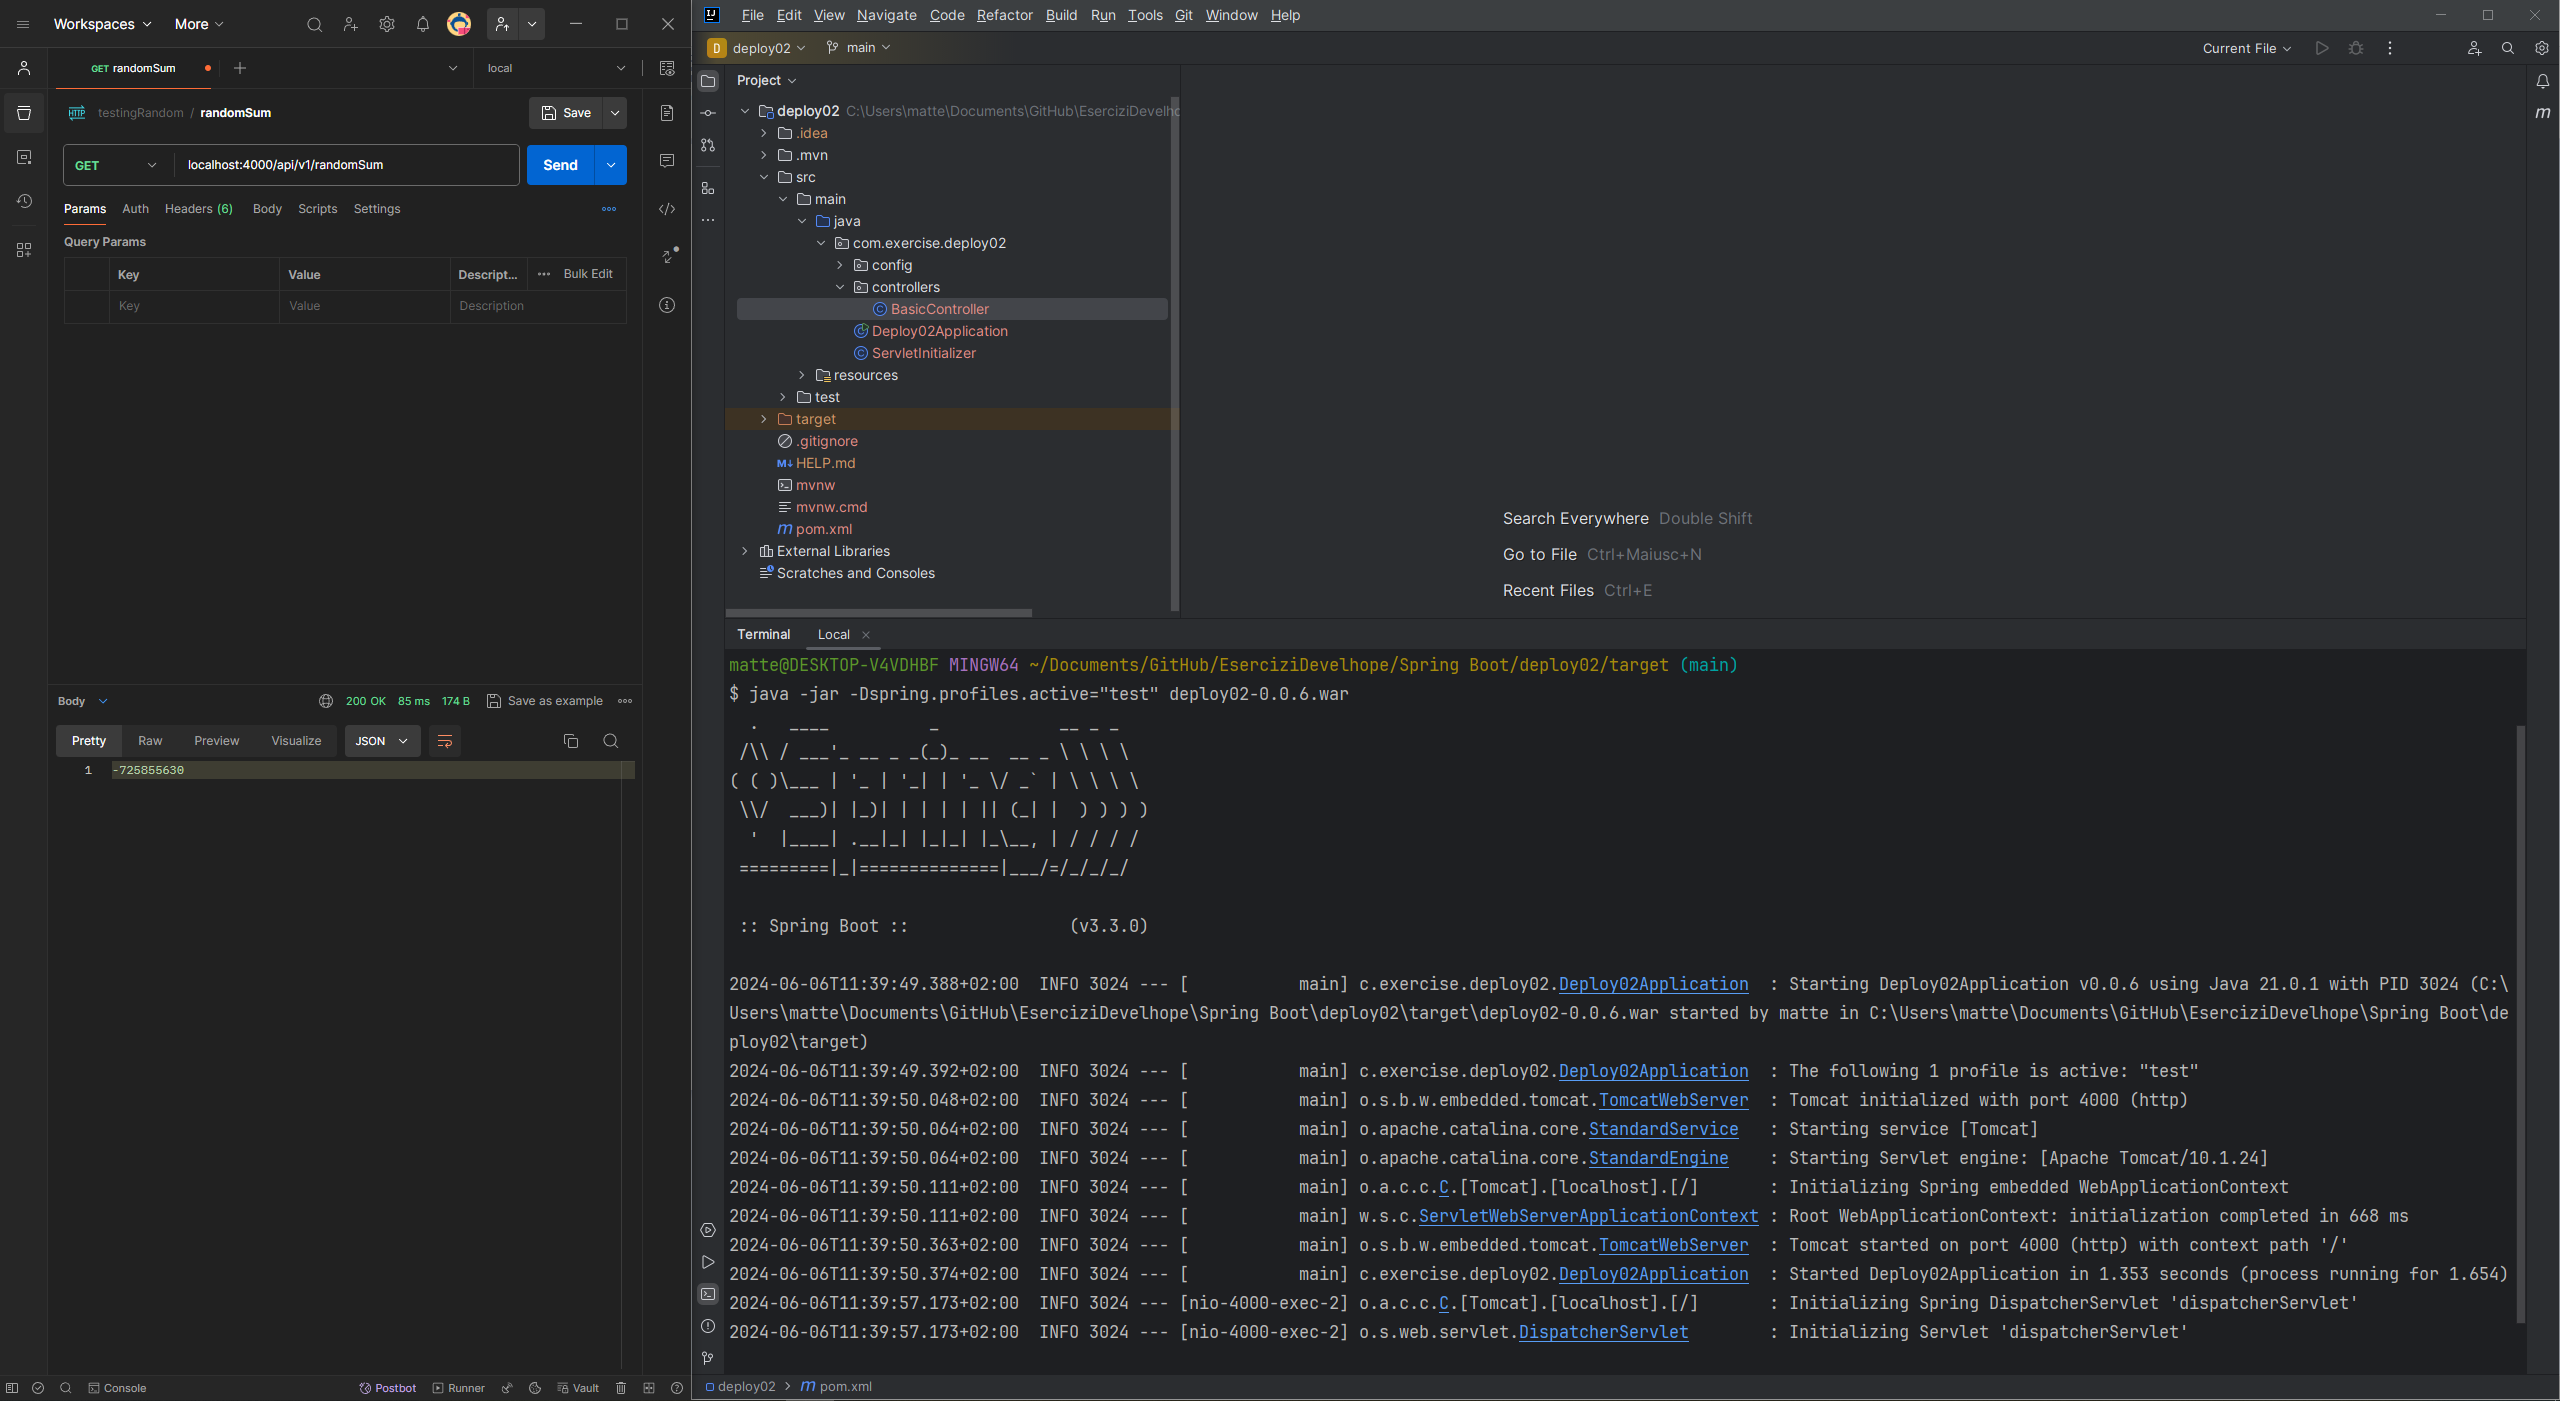 Workspaces
More
GET randomSum
local
testingRandom / randomSum
Save
GET
localhost:4000/api/v1/randomSum
Send
Params Auth Headers (6) Body Scripts Settings
Query Params
Key Value Descript... Bulk Edit
Key Value Description
Body
200 OK 85 ms 174 B Save as example
Pretty Raw Preview Visualize JSON
1 -725855630
Console Postbot Runner Vault
File Edit View Navigate Code Refactor Build Run Tools Git Window Help
D deploy02 main Current File
Project
deploy02 C:\Users\matte\Documents\GitHub\EserciziDevelho
.idea
.mvn
src
main
java
com.exercise.deploy02
config
controllers
BasicController
Deploy02Application
ServletInitializer
resources
test
target
.gitignore
HELP.md
mvnw
mvnw.cmd
pom.xml
External Libraries
Scratches and Consoles
Search Everywhere Double Shift
Go to File Ctrl+Maiusc+N
Recent Files Ctrl+E
Terminal Local
matte@DESKTOP-V4VDHBF MINGW64 ~/Documents/GitHub/EserciziDevelhope/Spring Boot/deploy02/target (main)
$ java -jar -Dspring.profiles.active="test" deploy02-0.0.6.war
  .   ____          _            __ _ _
 /\\ / ___'_ __ _ _(_)_ __  __ _ \ \ \ \
( ( )\___ | '_ | '_| | '_ \/ _` | \ \ \ \
 \\/  ___)| |_)| | | | | || (_| |  ) ) ) )
  '  |____| .__|_| |_|_| |_\__, | / / / /
 =========|_|==============|___/=/_/_/_/
 :: Spring Boot ::                (v3.3.0)
2024-06-06T11:39:49.388+02:00  INFO 3024 --- [           main] c.exercise.deploy02.Deploy02Application  : Starting Deploy02Application v0.0.6 using Java 21.0.1 with PID 3024 (C:\
Users\matte\Documents\GitHub\EserciziDevelhope\Spring Boot\deploy02\target\deploy02-0.0.6.war started by matte in C:\Users\matte\Documents\GitHub\EserciziDevelhope\Spring Boot\de
ploy02\target)
2024-06-06T11:39:49.392+02:00  INFO 3024 --- [           main] c.exercise.deploy02.Deploy02Application  : The following 1 profile is active: "test"
2024-06-06T11:39:50.048+02:00  INFO 3024 --- [           main] o.s.b.w.embedded.tomcat.TomcatWebServer  : Tomcat initialized with port 4000 (http)
2024-06-06T11:39:50.064+02:00  INFO 3024 --- [           main] o.apache.catalina.core.StandardService   : Starting service [Tomcat]
2024-06-06T11:39:50.064+02:00  INFO 3024 --- [           main] o.apache.catalina.core.StandardEngine    : Starting Servlet engine: [Apache Tomcat/10.1.24]
2024-06-06T11:39:50.111+02:00  INFO 3024 --- [           main] o.a.c.c.C.[Tomcat].[localhost].[/]       : Initializing Spring embedded WebApplicationContext
2024-06-06T11:39:50.111+02:00  INFO 3024 --- [           main] w.s.c.ServletWebServerApplicationContext : Root WebApplicationContext: initialization completed in 668 ms
2024-06-06T11:39:50.363+02:00  INFO 3024 --- [           main] o.s.b.w.embedded.tomcat.TomcatWebServer  : Tomcat started on port 4000 (http) with context path '/'
2024-06-06T11:39:50.374+02:00  INFO 3024 --- [           main] c.exercise.deploy02.Deploy02Application  : Started Deploy02Application in 1.353 seconds (process running for 1.654)
2024-06-06T11:39:57.173+02:00  INFO 3024 --- [nio-4000-exec-2] o.a.c.c.C.[Tomcat].[localhost].[/]       : Initializing Spring DispatcherServlet 'dispatcherServlet'
2024-06-06T11:39:57.173+02:00  INFO 3024 --- [nio-4000-exec-2] o.s.web.servlet.DispatcherServlet        : Initializing Servlet 'dispatcherServlet'
deploy02 > pom.xml